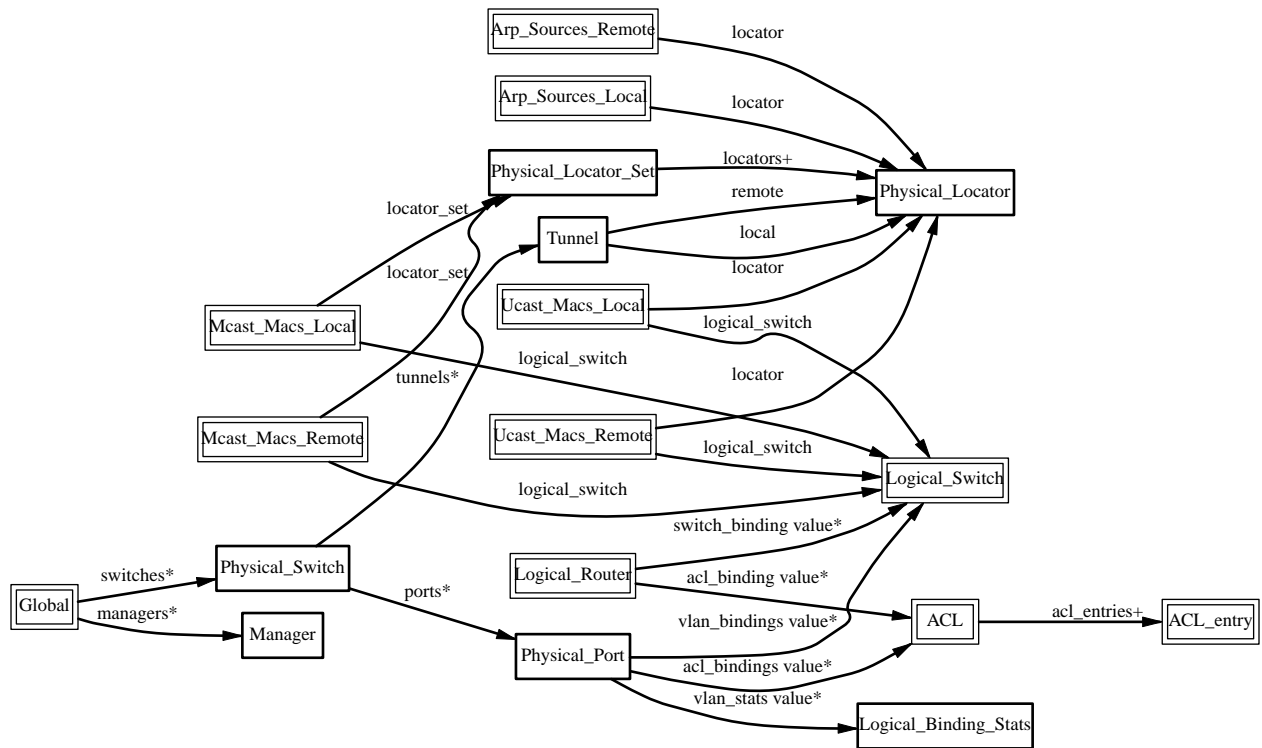 Arp_Sources_Remote
locator
Arp_Sources_Local
locator
Physical_Locator_Set
locators+
Physical_Locator
remote
locator_set
Tunnel
local
locator_set
locator
Ucast_Macs_Local
logical_switch
Mcast_Macs_Local
logical_switch
tunnels*
locator
Mcast_Macs_Remote
Ucast_Macs_Remote
logical_switch
Logical_Switch
logical_switch
switch_binding value*
Physical_Switch
switches*
Logical_Router
acl_binding value*
ports*
Global
managers*
Manager
vlan_bindings value*
ACL
acl_entries+
ACL_entry
Physical_Port
acl_bindings value*
vlan_stats value*
Logical_Binding_Stats